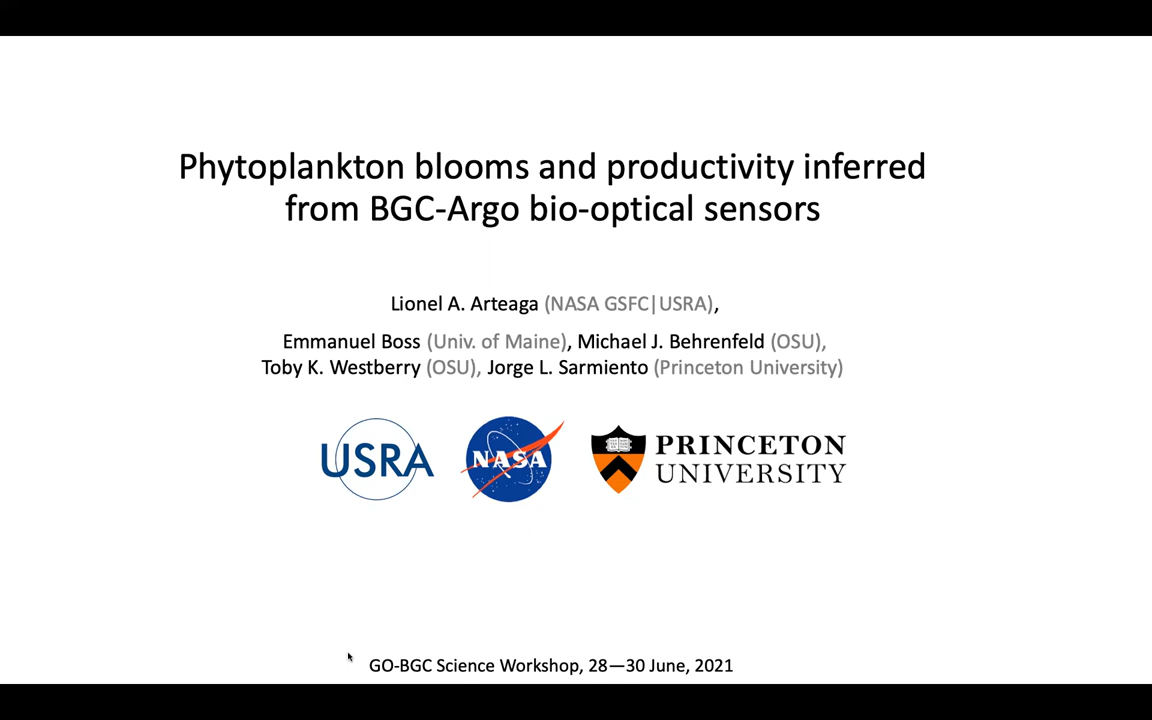 Phytoplankton blooms and productivity inferred
from BGC-Argo bio-optical sensors
Lionel A. Arteaga (NASA GSFC|USRA),
Emmanuel Boss (Univ. of Maine), Michael J. Behrenfeld (OSU),
Toby K. Westberry (OSU), Jorge L. Sarmiento (Princeton University)
USRA
NASA
PRINCETON
UNIVERSITY
GO-BGC Science Workshop, 28—30 June, 2021